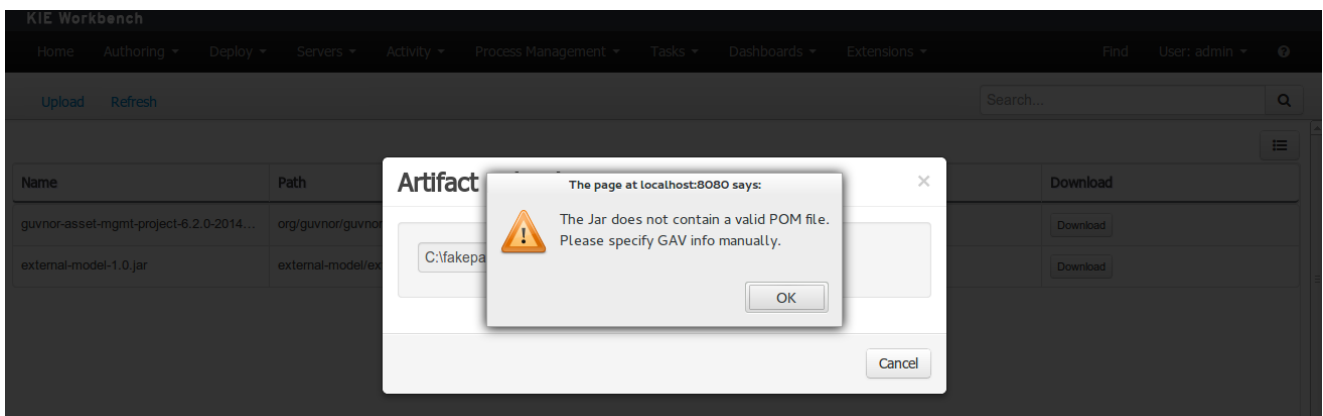 KIE Workbench
Home Authoring Deploy Servers Activity Process Management Tasks Dashboards Extensions Find User: admin
Upload Refresh Search...
Name Path Download
guvnor-asset-mgmt-project-6.2.0-2014... org/guvnor/guvnor Download
external-model-1.0.jar external-model/ex Download
Artifact
×
The page at localhost:8080 says:
The Jar does not contain a valid POM file.
Please specify GAV info manually.
C:\fakepa
OK
Cancel